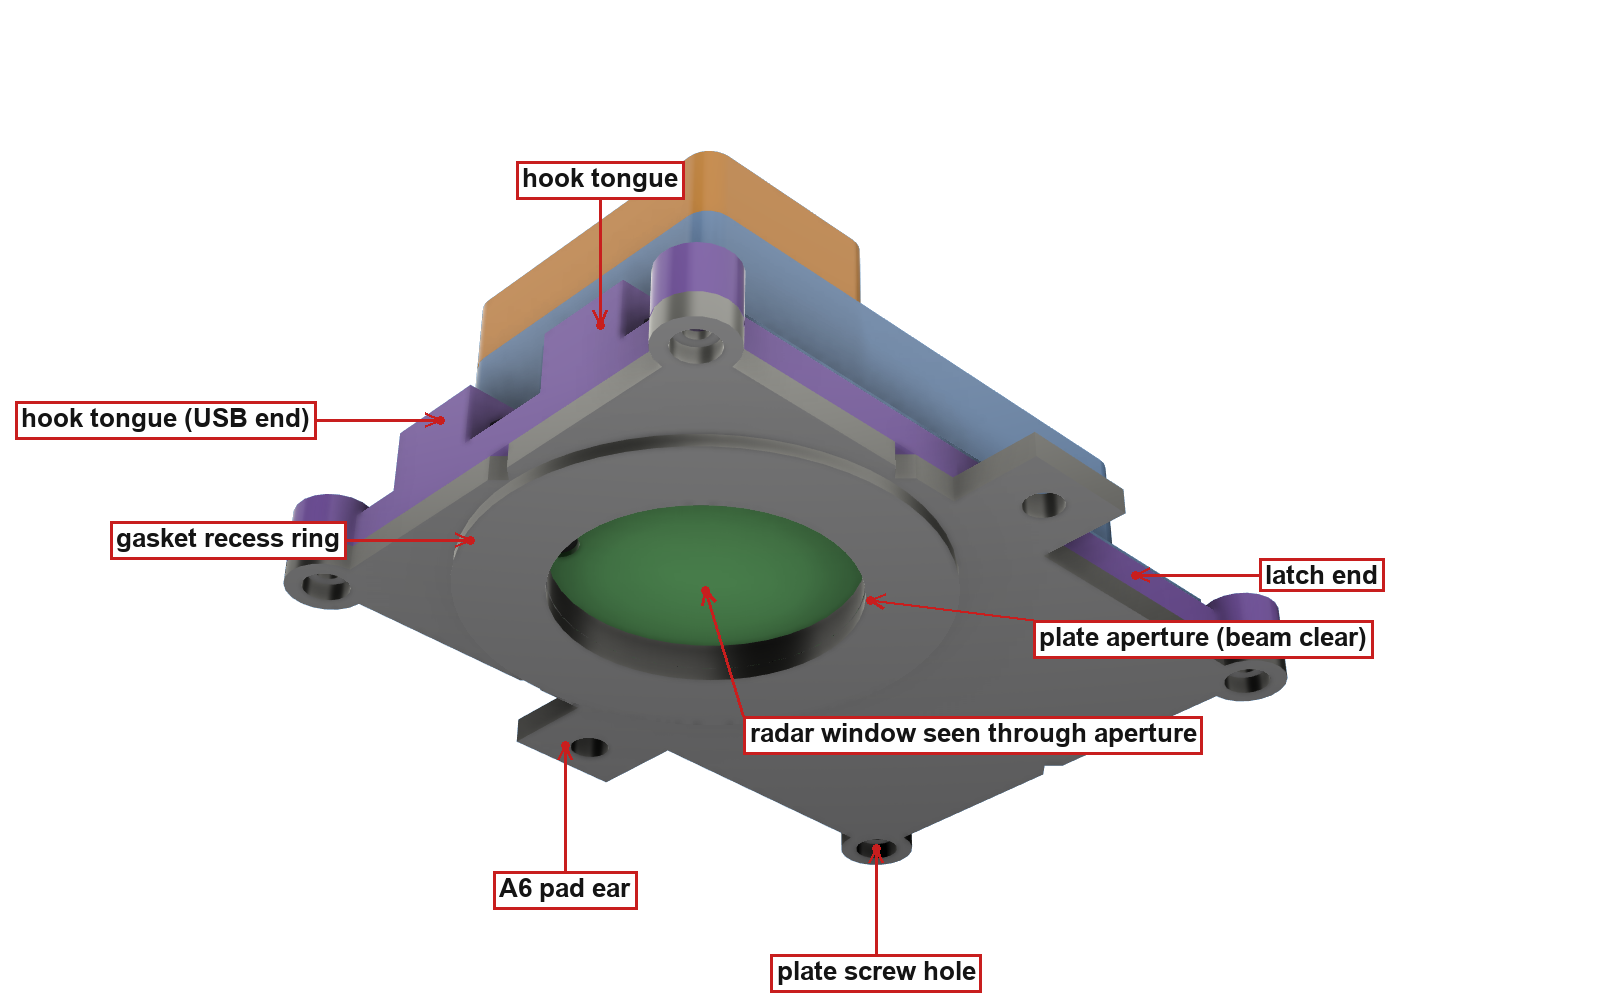 hook tongue
hook tongue (USB end)
gasket recess ring
latch end
plate aperture (beam clear)
radar window seen through aperture
A6 pad ear
plate screw hole